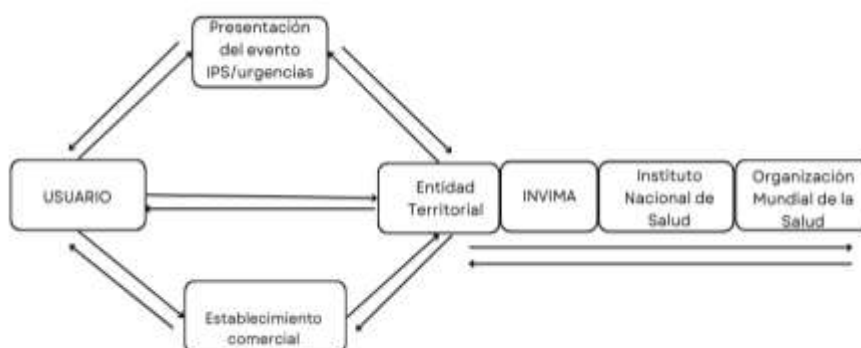 Presentación
del evento
IPS/urgencias
USUARIO
Entidad
Territorial
INVIMA
Instituto
Nacional de
Salud
Organización
Mundial de la
Salud
Establecimiento
comercial